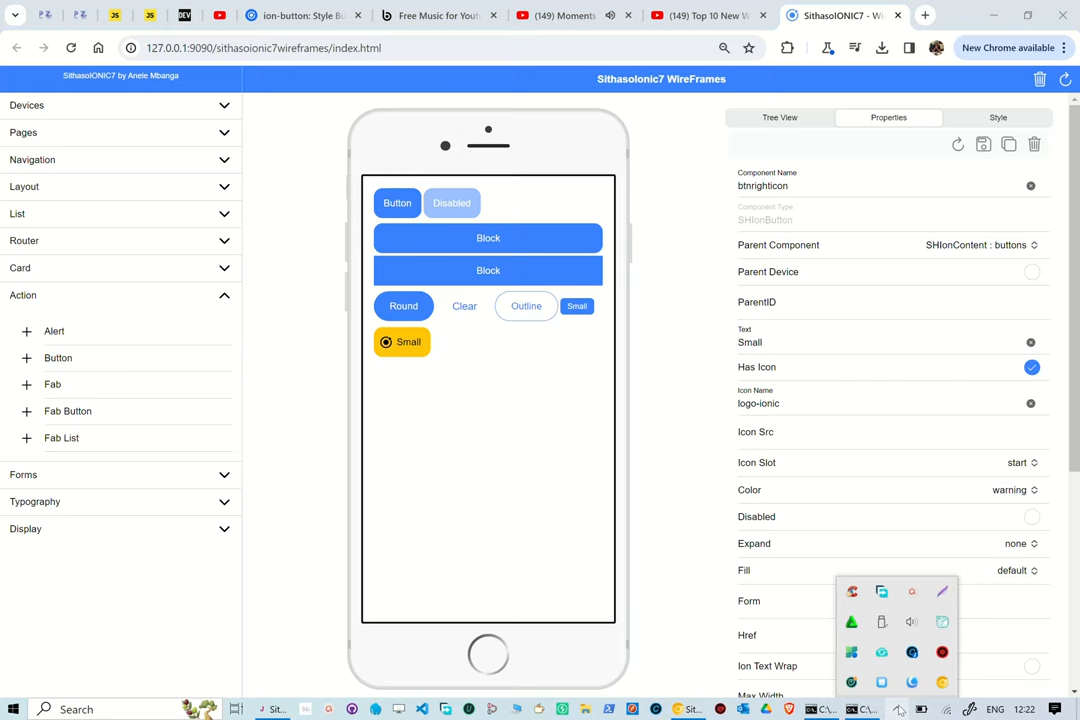 ion-button: Style Bu
Free Music for Youtu
(149) Moments
(149) Top 10 New W
SithasoIONIC7 - Wi
127.0.0.1:9090/sithasoionic7wireframes/index.html
New Chrome available
SithasoIONIC7 by Anele Mbanga
SithasoIonic7 WireFrames
Devices
Pages
Navigation
Layout
List
Router
Card
Action
Alert
Button
Fab
Fab Button
Fab List
Forms
Typography
Display
Button
Disabled
Block
Block
Round
Clear
Outline
Small
Small
Tree View
Properties
Style
Component Name
btnrighticon
Component Type
SHIonButton
Parent Component
SHIonContent : buttons
Parent Device
ParentID
Text
Small
Has Icon
Icon Name
logo-ionic
Icon Src
Icon Slot
start
Color
warning
Disabled
Expand
none
Fill
default
Form
Href
Ion Text Wrap
Max Width
Search
Sit...
Sit...
C:\...
C:\...
ENG
12:22